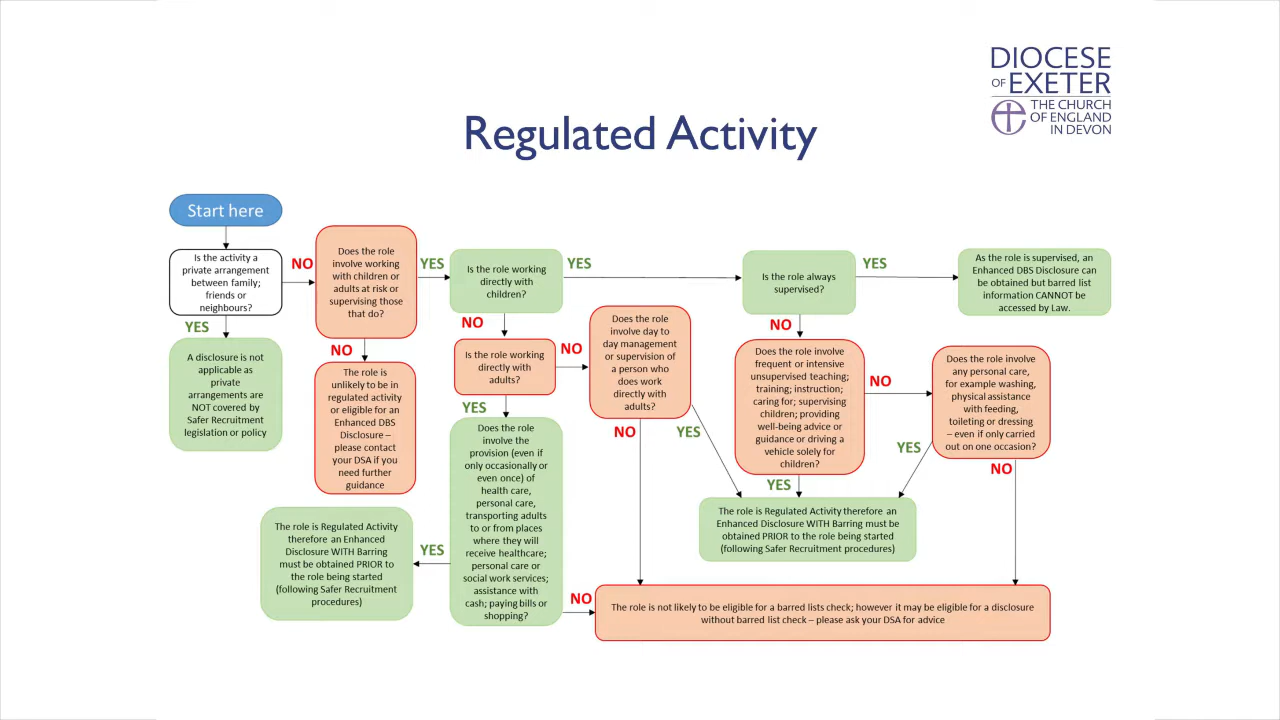 DIOCESE
OF EXETER
THE CHURCH
OF ENGLAND
IN DEVON
Regulated Activity
Start here
Is the activity a
private arrangement
between family;
friends or
neighbours?
NO
YES
A disclosure is not
applicable as
private
arrangements are
NOT covered by
Safer Recruitment
legislation or policy
Does the role
involve working
with children or
adults at risk or
supervising those
that do?
YES
NO
The role is
unlikely to be in
regulated activity
or eligible for an
Enhanced DBS
Disclosure –
please contact
your DSA if you
need further
guidance
Is the role working
directly with
children?
YES
NO
Is the role working
directly with
adults?
NO
YES
Does the role
involve the
provision (even if
only occasionally or
even once) of
health care,
personal care,
transporting adults
to or from places
where they will
receive healthcare;
personal care or
social work services;
assistance with
cash; paying bills or
shopping?
YES
NO
The role is Regulated Activity
therefore an Enhanced
Disclosure WITH Barring
must be obtained PRIOR to
the role being started
(following Safer Recruitment
procedures)
Does the role
involve day to
day management
or supervision of
a person who
does work
directly with
adults?
NO
YES
Is the role always
supervised?
YES
NO
As the role is supervised, an
Enhanced DBS Disclosure can
be obtained but barred list
information CANNOT be
accessed by Law.
Does the role involve
frequent or intensive
unsupervised teaching;
training; instruction;
caring for; supervising
children; providing
well-being advice or
guidance or driving a
vehicle solely for
children?
NO
YES
Does the role involve
any personal care,
for example washing,
physical assistance
with feeding,
toileting or dressing
– even if only carried
out on one occasion?
YES
NO
The role is Regulated Activity therefore an
Enhanced Disclosure WITH Barring must be
obtained PRIOR to the role being started
(following Safer Recruitment procedures)
The role is not likely to be eligible for a barred lists check; however it may be eligible for a disclosure
without barred list check – please ask your DSA for advice